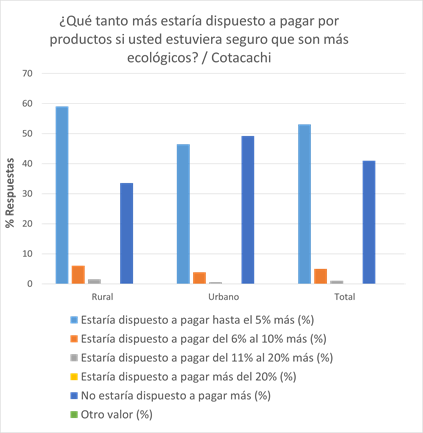 ¿Qué tanto más estaría dispuesto a pagar por
productos si usted estuviera seguro que son más
ecológicos? / Cotacachi
% Respuestas
70
60
50
40
30
20
10
0
Rural
Urbano
Total
Estaría dispuesto a pagar hasta el 5% más (%)
Estaría dispuesto a pagar del 6% al 10% más (%)
Estaría dispuesto a pagar del 11% al 20% más (%)
Estaría dispuesto a pagar más del 20% (%)
No estaría dispuesto a pagar más (%)
Otro valor (%)